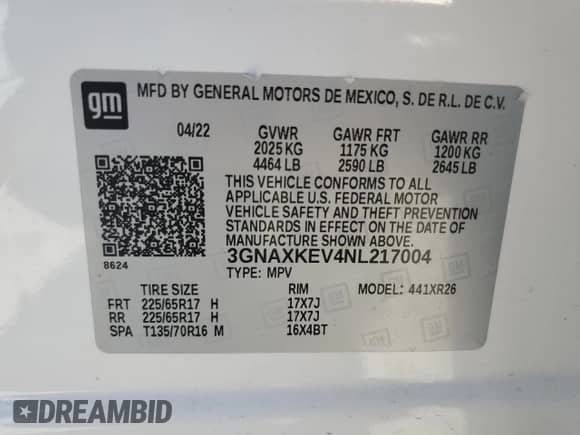 gm MFD BY GENERAL MOTORS DE MEXICO, S. DE R.L. DE C.V.
04/22 GVWR GAWR FRT GAWR RR
2025 KG 1175 KG 1200 KG
4464 LB 2590 LB 2645 LB
THIS VEHICLE CONFORMS TO ALL
APPLICABLE U.S. FEDERAL MOTOR
VEHICLE SAFETY AND THEFT PREVENTION
STANDARDS IN EFFECT ON THE DATE
OF MANUFACTURE SHOWN ABOVE.
8624 3GNAXKEV4NL217004
TYPE: MPV
TIRE SIZE RIM MODEL: 441XR26
FRT 225/65R17 H 17X7J
RR 225/65R17 H 17X7J
SPA T135/70R16 M 16X4BT
DREAMBID